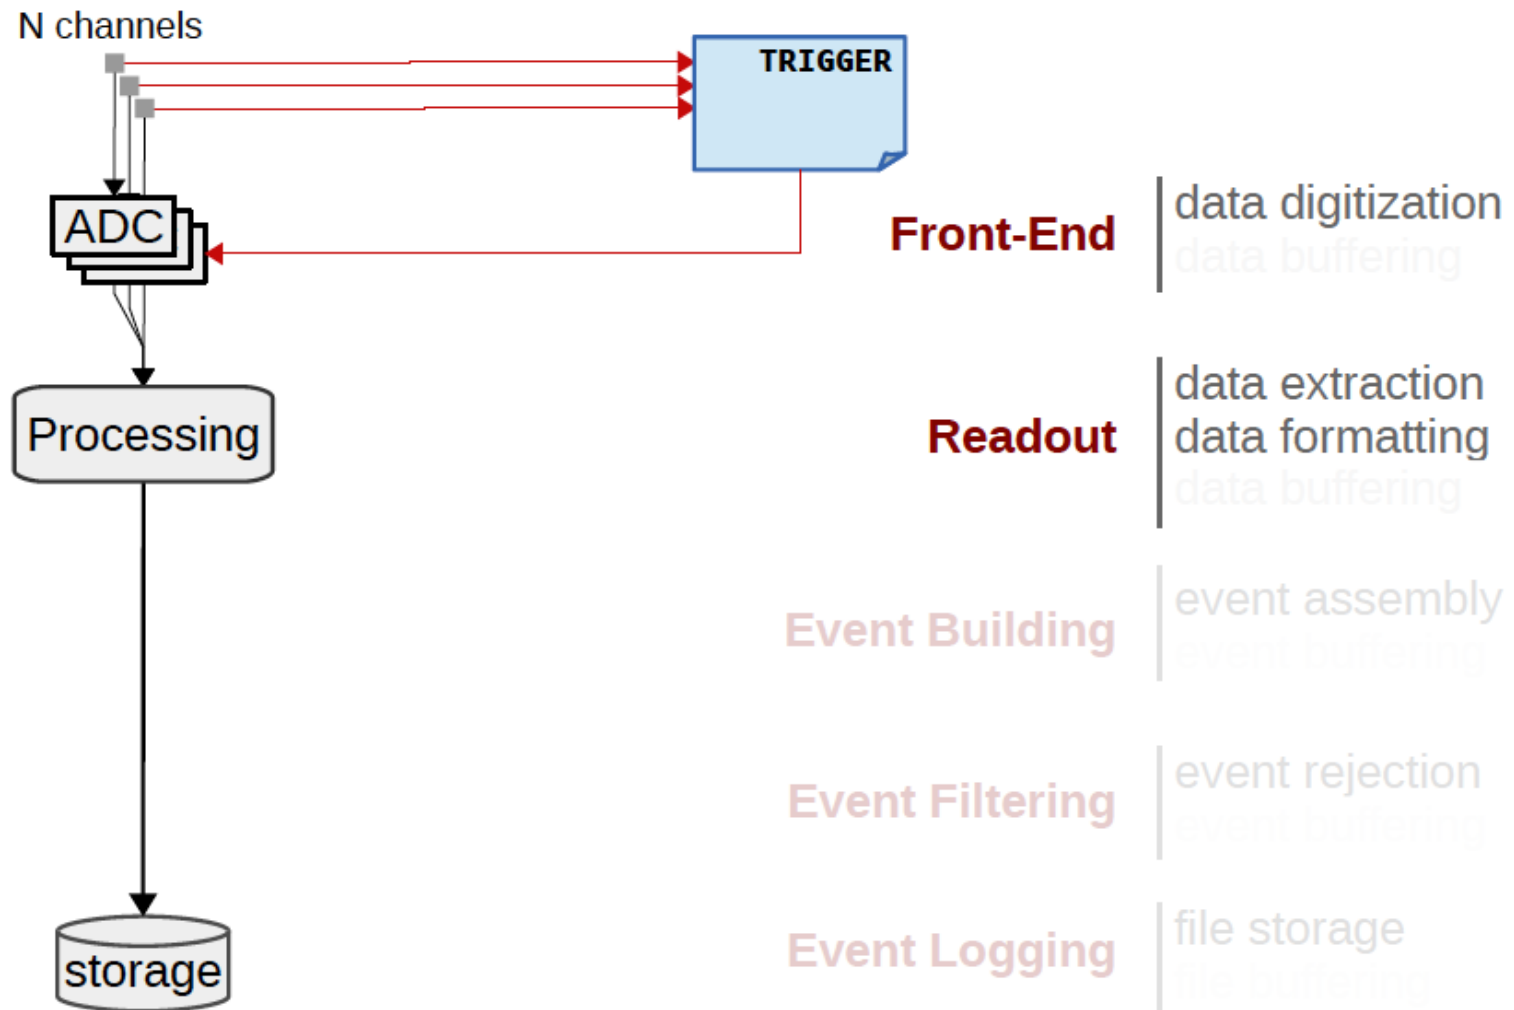 N channels
TRIGGER
ADC
Front-End
data digitization
data buffering
Processing
Readout
data extraction
data formatting
data buffering
Event Building
event assembly
event buffering
Event Filtering
event rejection
event buffering
storage
Event Logging
file storage
file buffering